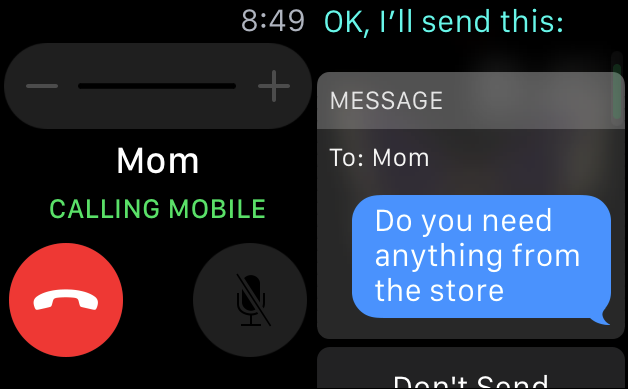 8:49
Mom
CALLING MOBILE
OK, I'll send this:
MESSAGE
To: Mom
Do you need
anything from
the store
Don't Send